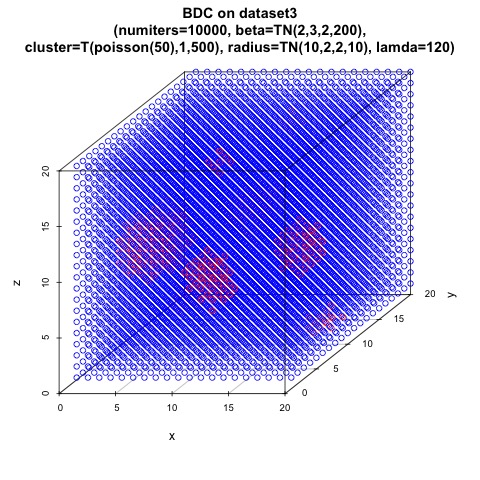 BDC on dataset3
(numiters=10000, beta=TN(2,3,2,200),
cluster=T(poisson(50),1,500), radius=TN(10,2,2,10), lamda=120)
20
15
10
5
0
z
0 5 10 15 20
x
0
5
10
15
20
y